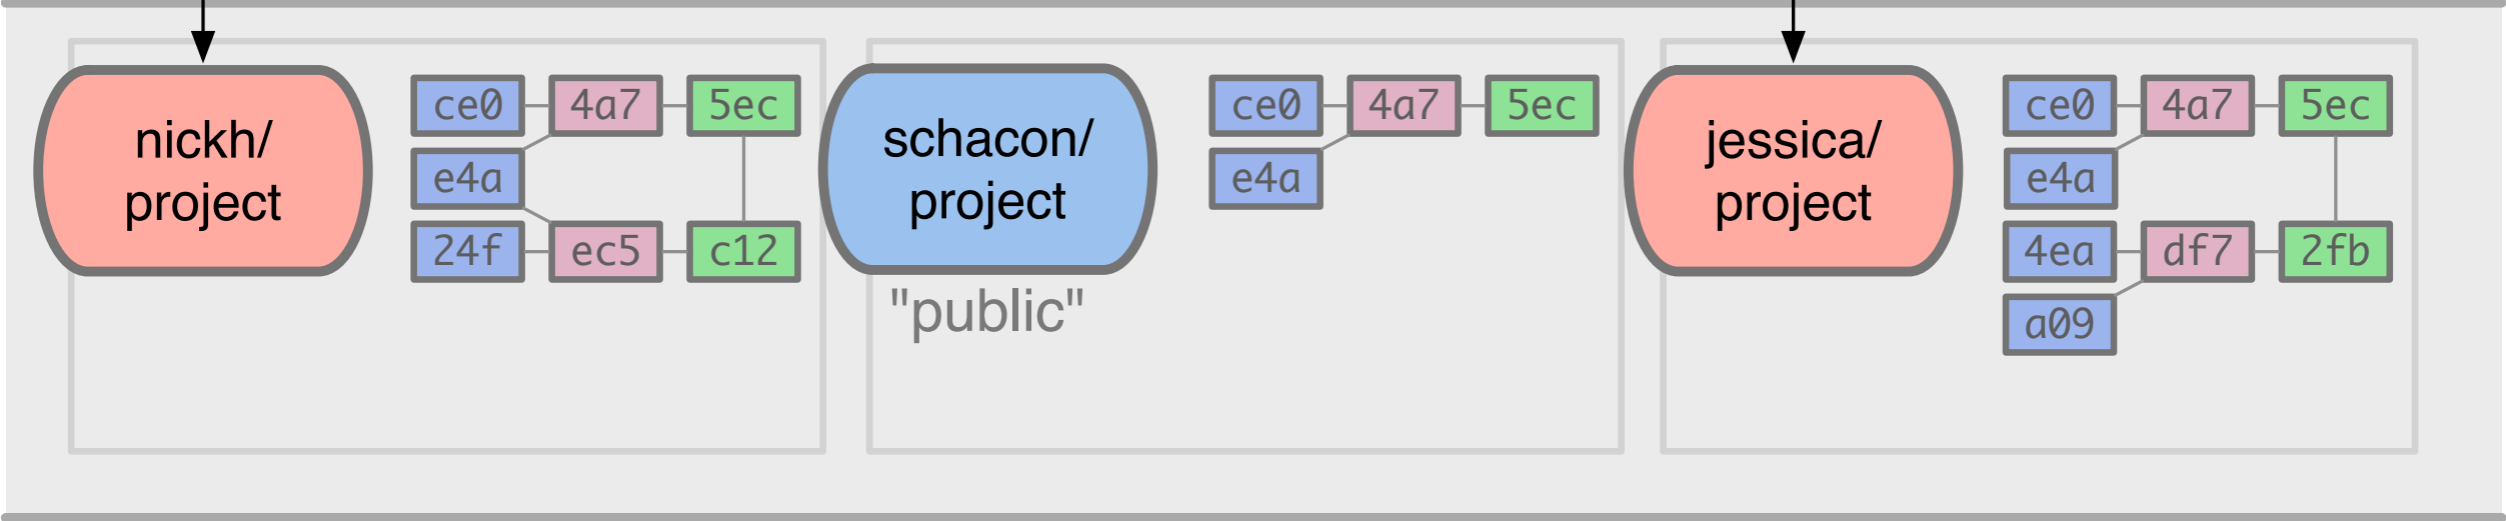 nickh/
project
ce0 4a7 5ec
e4a
24f ec5 c12
schacon/
project
"public"
ce0 4a7 5ec
e4a
jessica/
project
ce0 4a7 5ec
e4a
4ea df7 2fb
a09